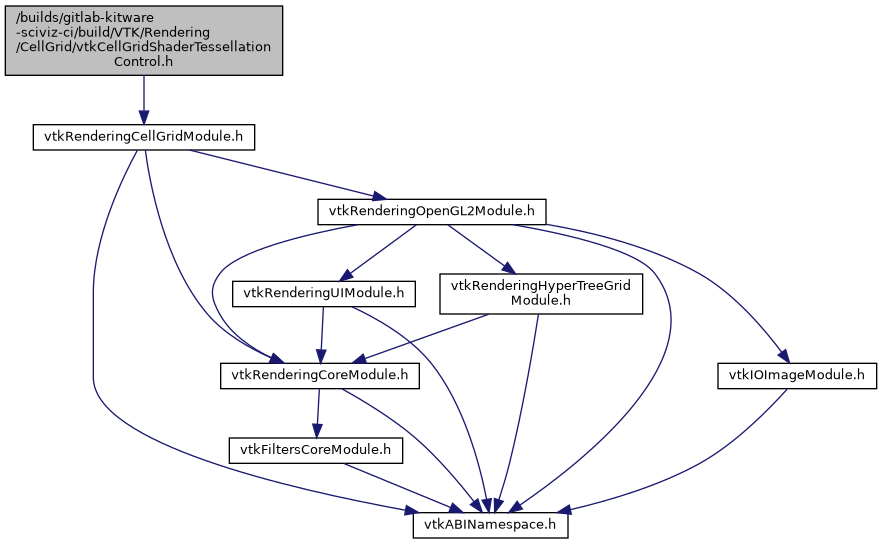 /builds/gitlab-kitware
-sciviz-ci/build/VTK/Rendering
/CellGrid/vtkCellGridShaderTessellation
Control.h
vtkRenderingCellGridModule.h
vtkRenderingOpenGL2Module.h
vtkRenderingUIModule.h
vtkRenderingHyperTreeGrid
Module.h
vtkRenderingCoreModule.h
vtkIOImageModule.h
vtkFiltersCoreModule.h
vtkABINamespace.h